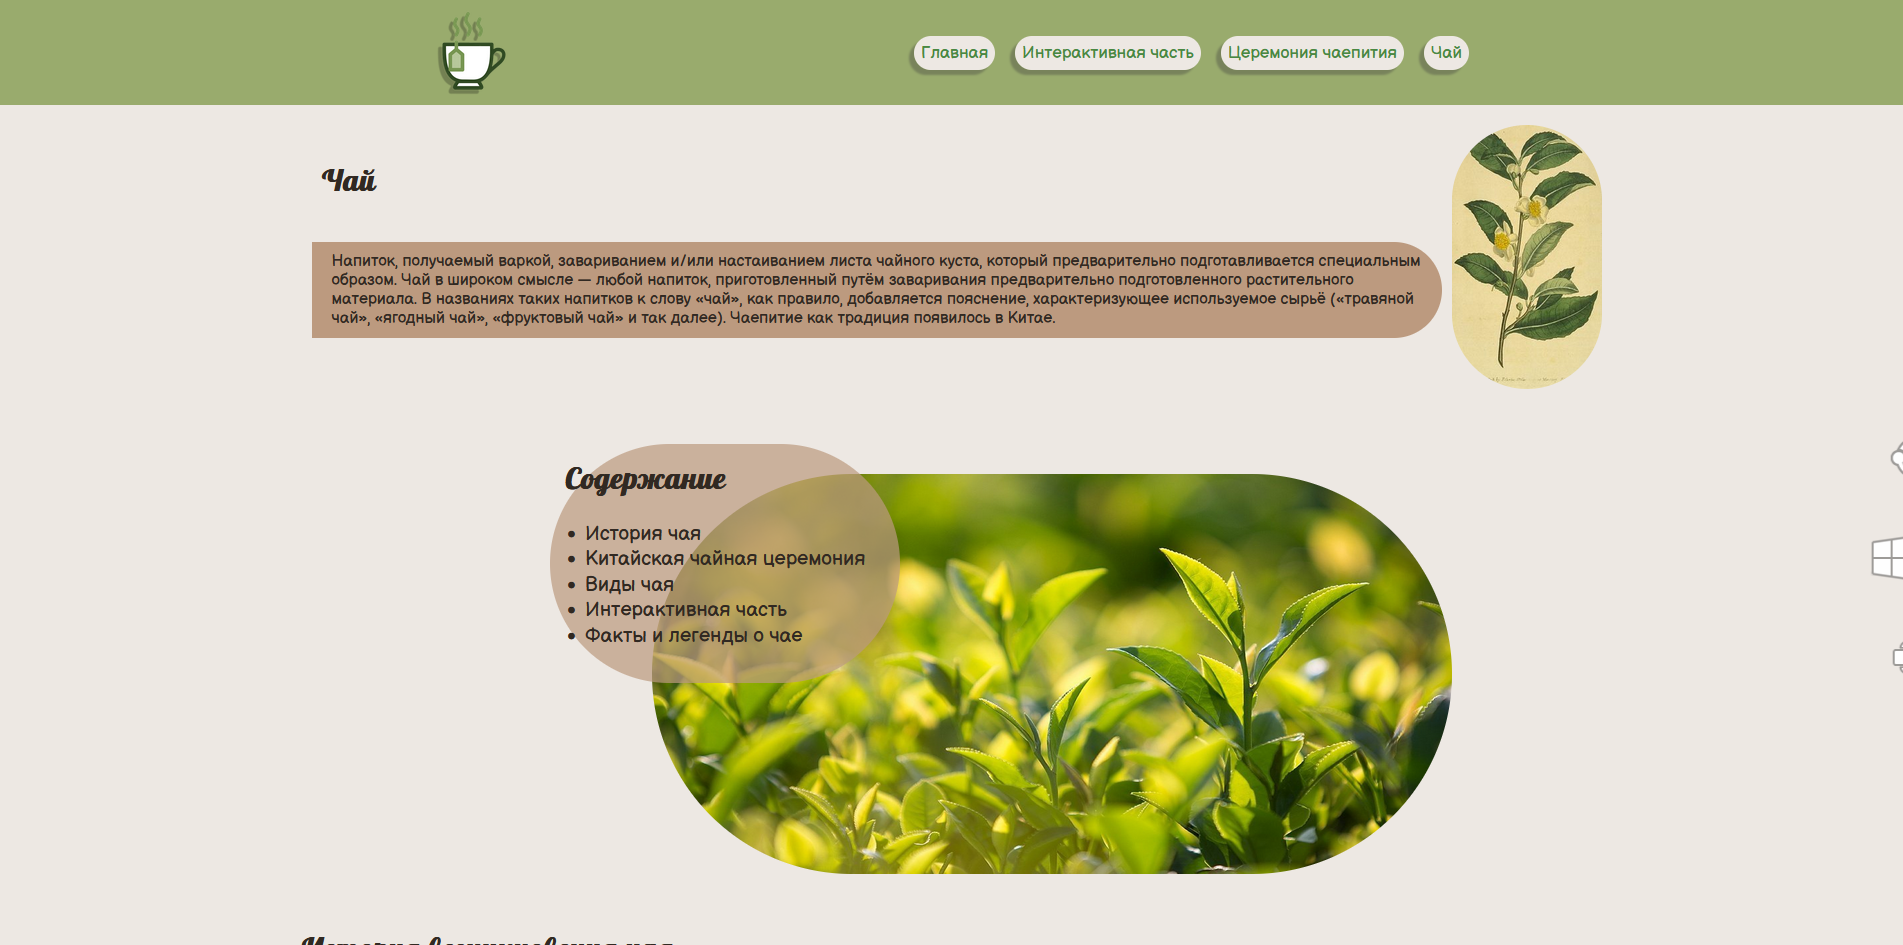 Главная Интерактивная часть Церемония чаепития Чай
Чай
Напиток, получаемый варкой, завариванием и/или настаиванием листа чайного куста, который предварительно подготавливается специальным
образом. Чай в широком смысле — любой напиток, приготовленный путём заваривания предварительно подготовленного растительного
материала. В названиях таких напитков к слову «чай», как правило, добавляется пояснение, характеризующее используемое сырьё («травяной
чай», «ягодный чай», «фруктовый чай» и так далее). Чаепитие как традиция появилось в Китае.
Содержание
История чая
Китайская чайная церемония
Виды чая
Интерактивная часть
Факты и легенды о чае